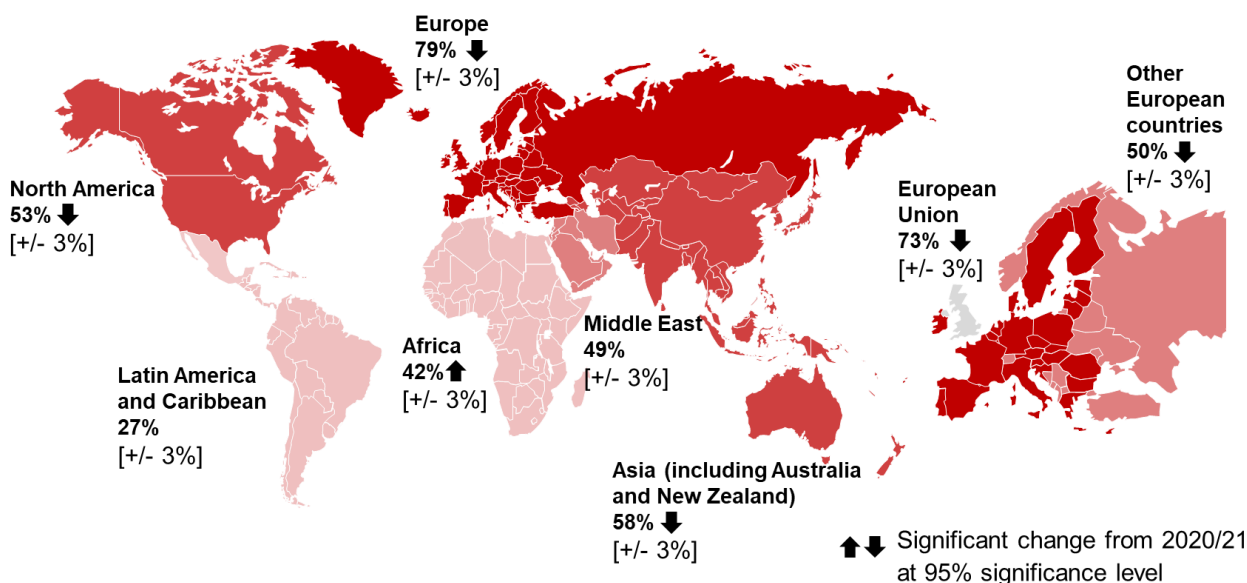 Europe
79% ⬇
[+/- 3%]
Other
European
countries
50% ⬇
[+/- 3%]
North America
53% ⬇
[+/- 3%]
European
Union
73% ⬇
[+/- 3%]
Middle East
49%
[+/- 3%]
Africa
42% ⬆
[+/- 3%]
Latin America
and Caribbean
27%
[+/- 3%]
Asia (including Australia
and New Zealand)
58% ⬇
[+/- 3%]
⬆⬇ Significant change from 2020/21
at 95% significance level